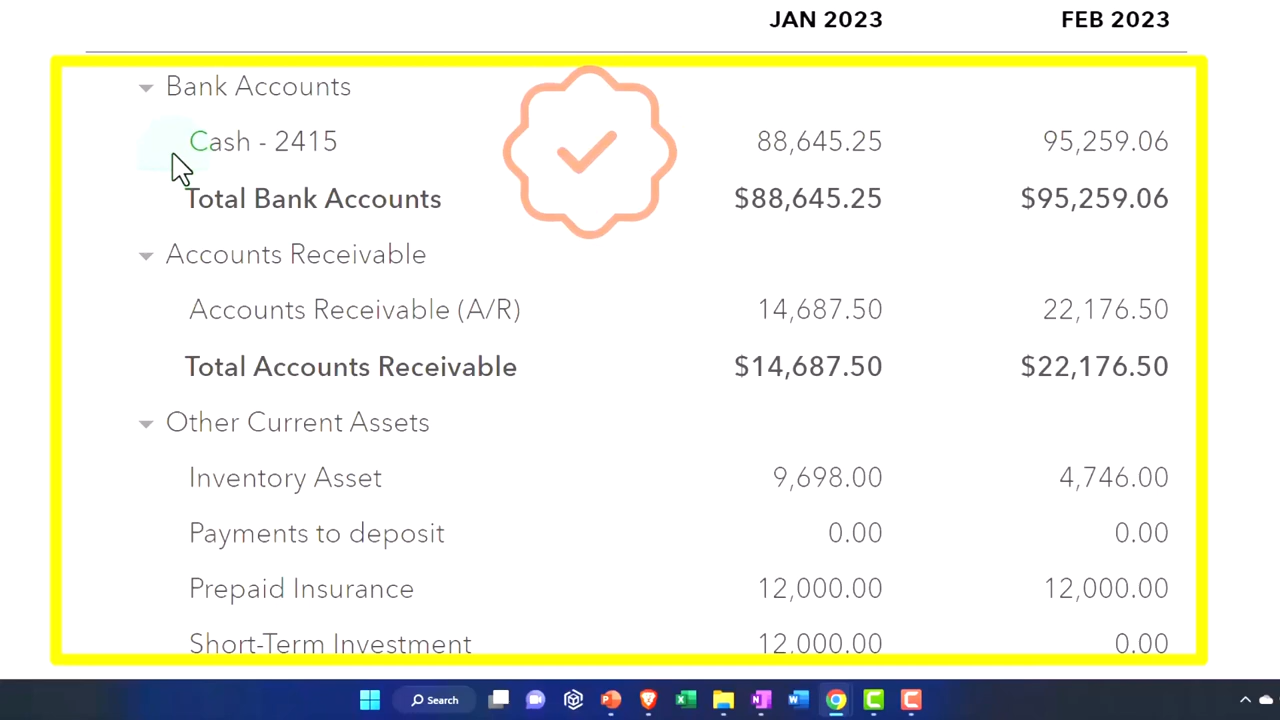 JAN 2023 FEB 2023
Bank Accounts
Cash - 2415 88,645.25 95,259.06
Total Bank Accounts $88,645.25 $95,259.06
Accounts Receivable
Accounts Receivable (A/R) 14,687.50 22,176.50
Total Accounts Receivable $14,687.50 $22,176.50
Other Current Assets
Inventory Asset 9,698.00 4,746.00
Payments to deposit 0.00 0.00
Prepaid Insurance 12,000.00 12,000.00
Short-Term Investment 12,000.00 0.00
Search